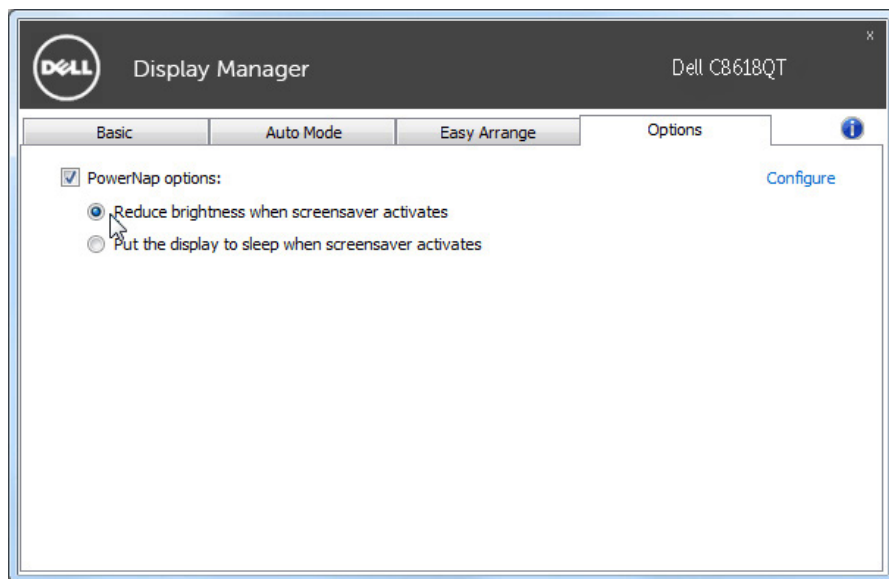 DELL Display Manager Dell C8618QT x
Basic Auto Mode Easy Arrange Options i
PowerNap options: Configure
Reduce brightness when screensaver activates
Put the display to sleep when screensaver activates